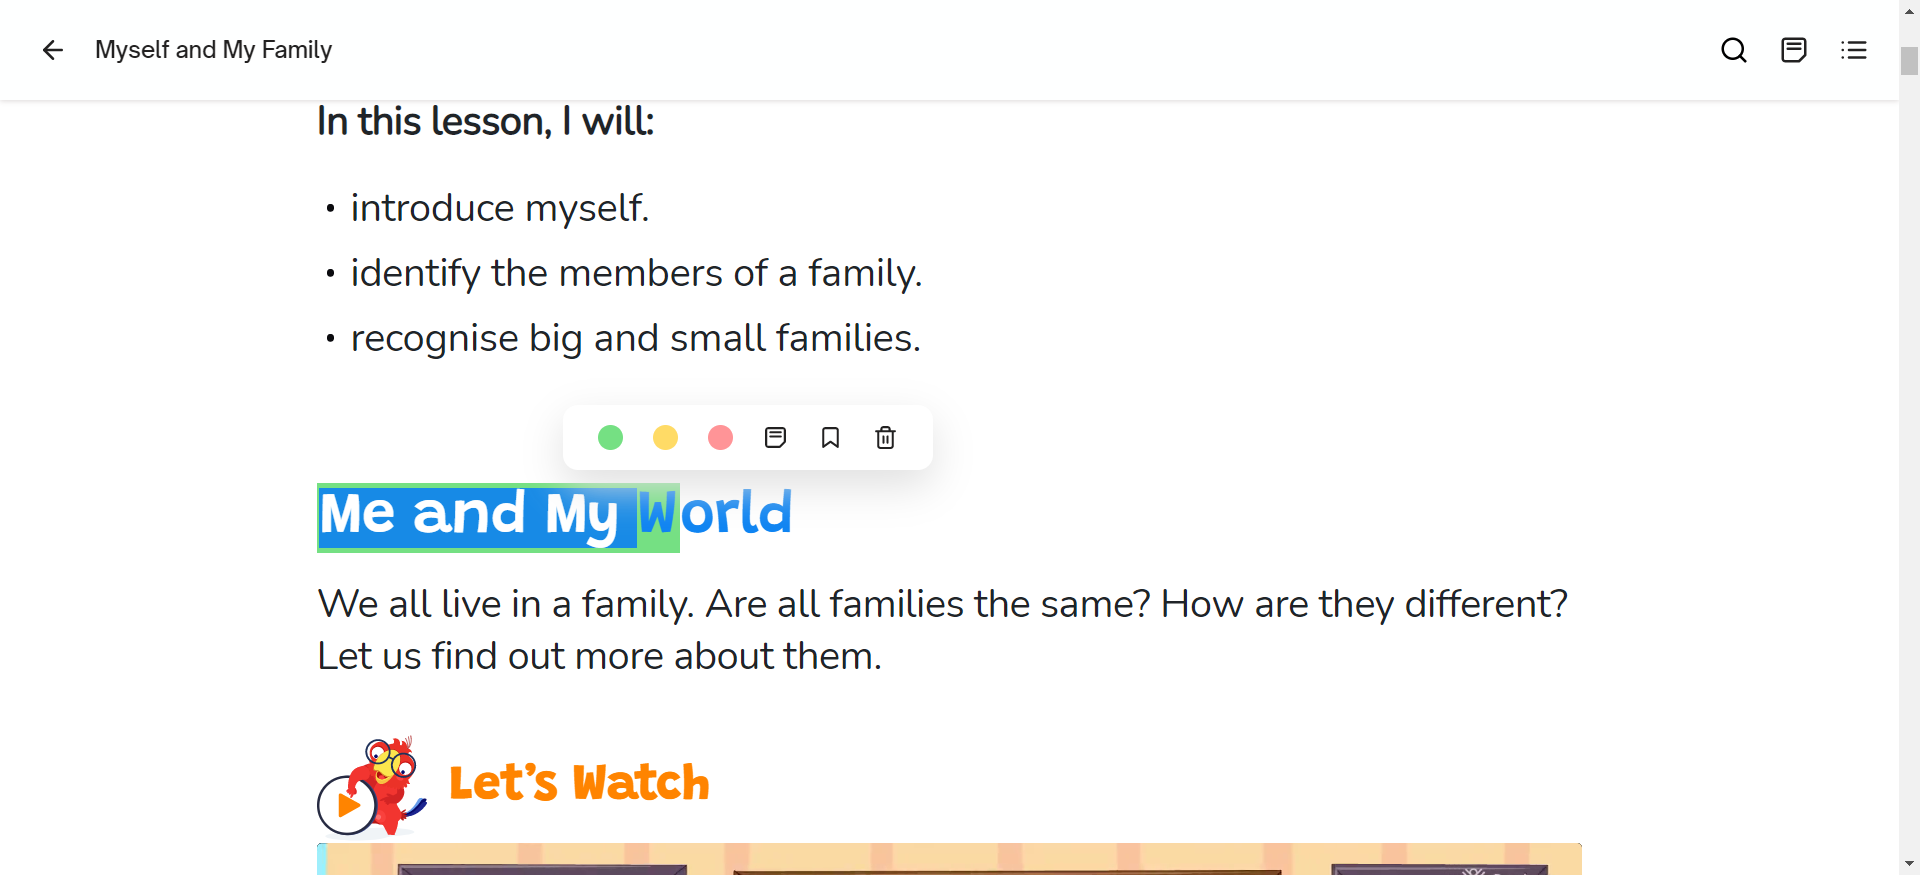 Myself and My Family
In this lesson, I will:
• introduce myself.
• identify the members of a family.
• recognise big and small families.
Me and My World
We all live in a family. Are all families the same? How are they different?
Let us find out more about them.
Let's Watch